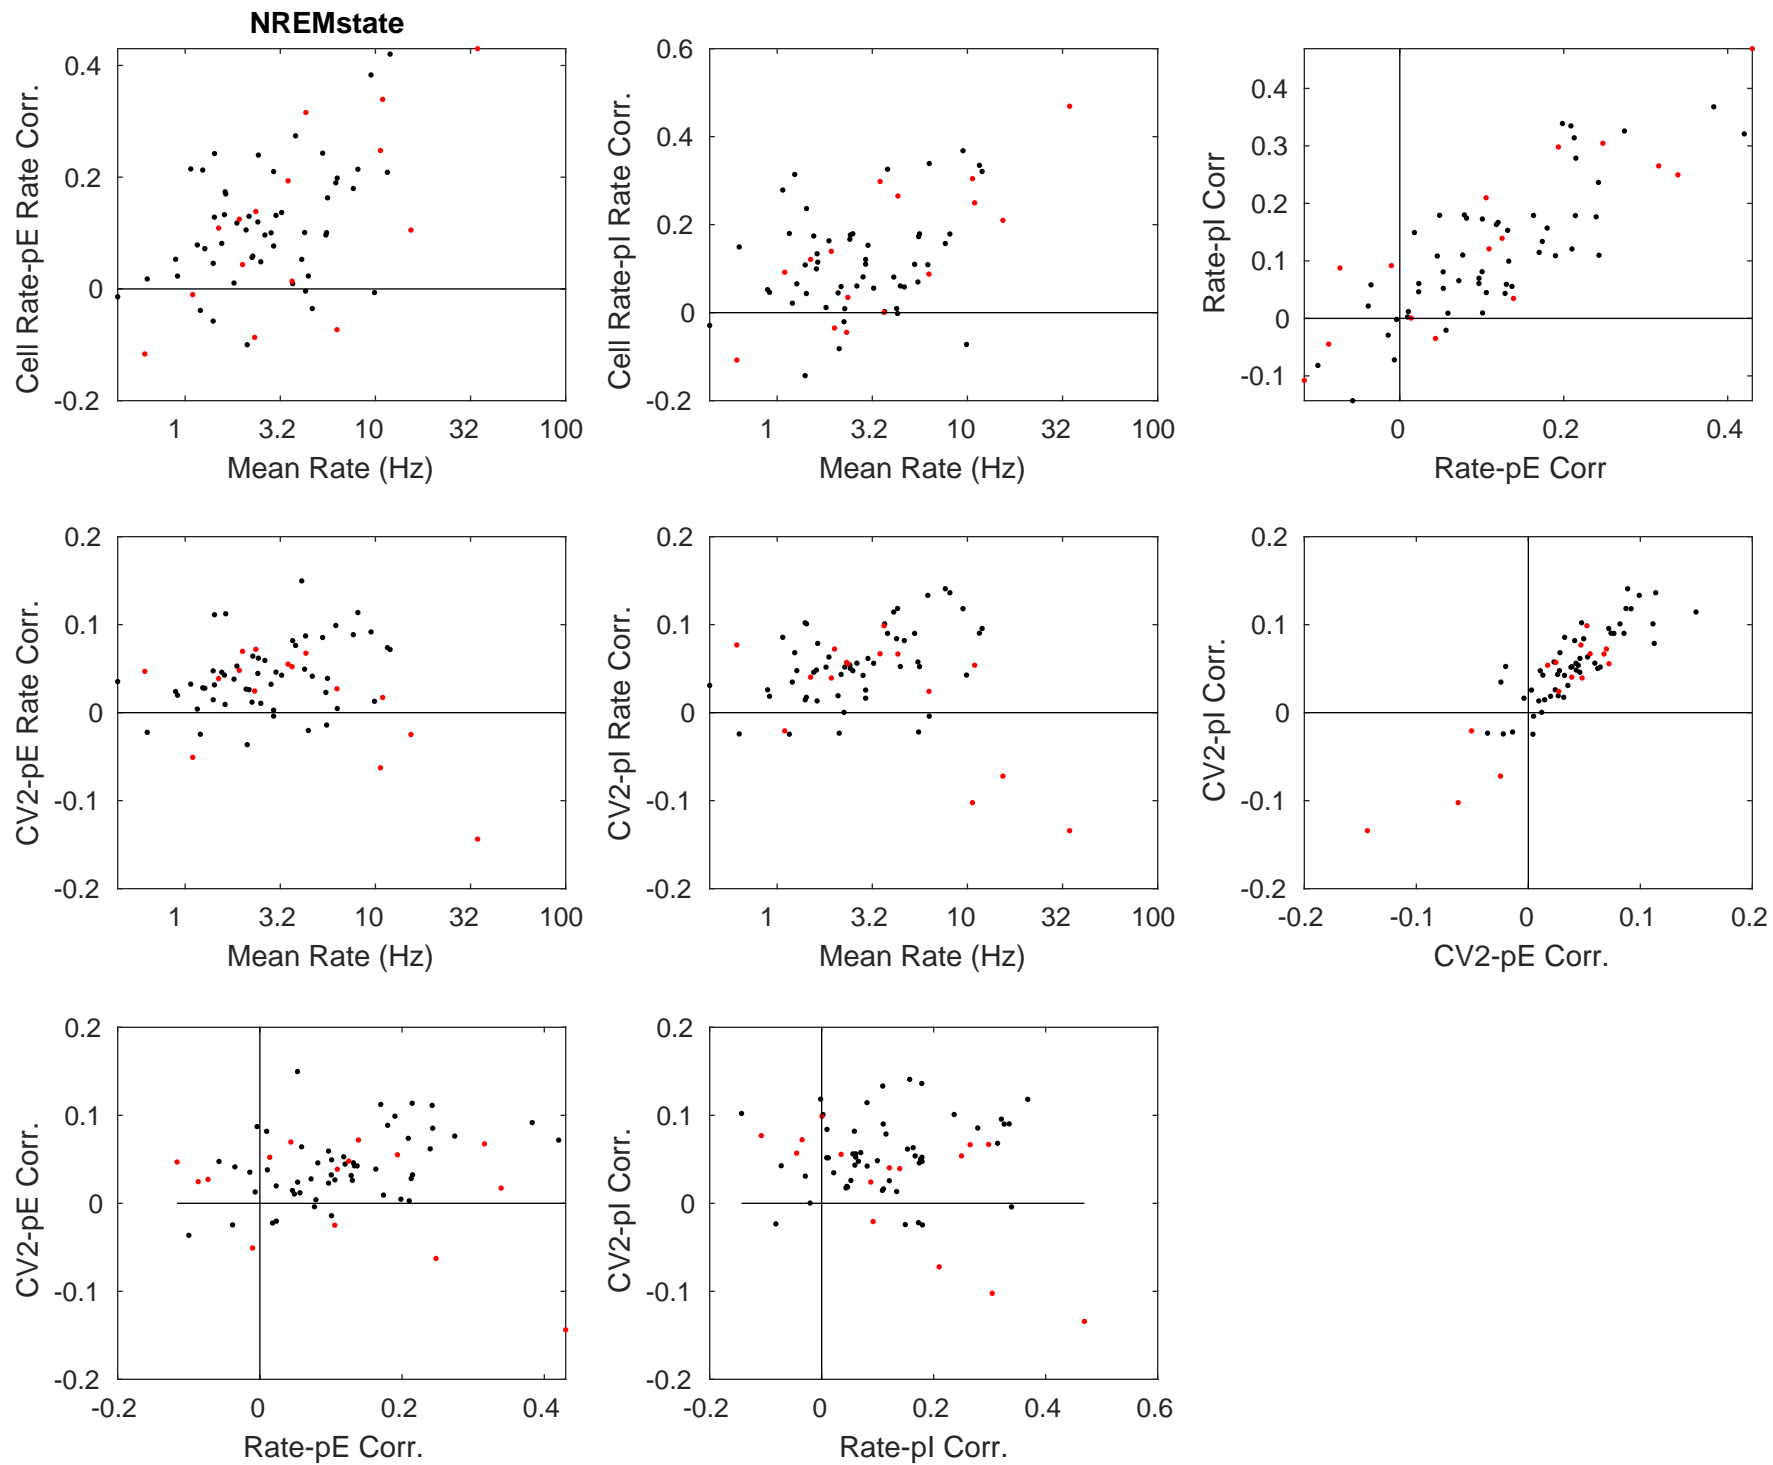 NREMstate
0.4
0.2
0
-0.2
Cell Rate-pE Rate Corr.
1 3.2 10 32 100
Mean Rate (Hz)
0.6
0.4
0.2
0
-0.2
Cell Rate-pI Rate Corr.
1 3.2 10 32 100
Mean Rate (Hz)
0.4
0.3
0.2
0.1
0
-0.1
Rate-pI Corr
0 0.2 0.4
Rate-pE Corr
0.2
0.1
0
-0.1
-0.2
CV2-pE Rate Corr.
1 3.2 10 32 100
Mean Rate (Hz)
0.2
0.1
0
-0.1
-0.2
CV2-pI Rate Corr.
1 3.2 10 32 100
Mean Rate (Hz)
0.2
0.1
0
-0.1
-0.2
CV2-pI Corr.
-0.2 -0.1 0 0.1 0.2
CV2-pE Corr.
0.2
0.1
0
-0.1
-0.2
CV2-pE Corr.
-0.2 0 0.2 0.4
Rate-pE Corr.
0.2
0.1
0
-0.1
-0.2
CV2-pI Corr.
-0.2 0 0.2 0.4 0.6
Rate-pI Corr.